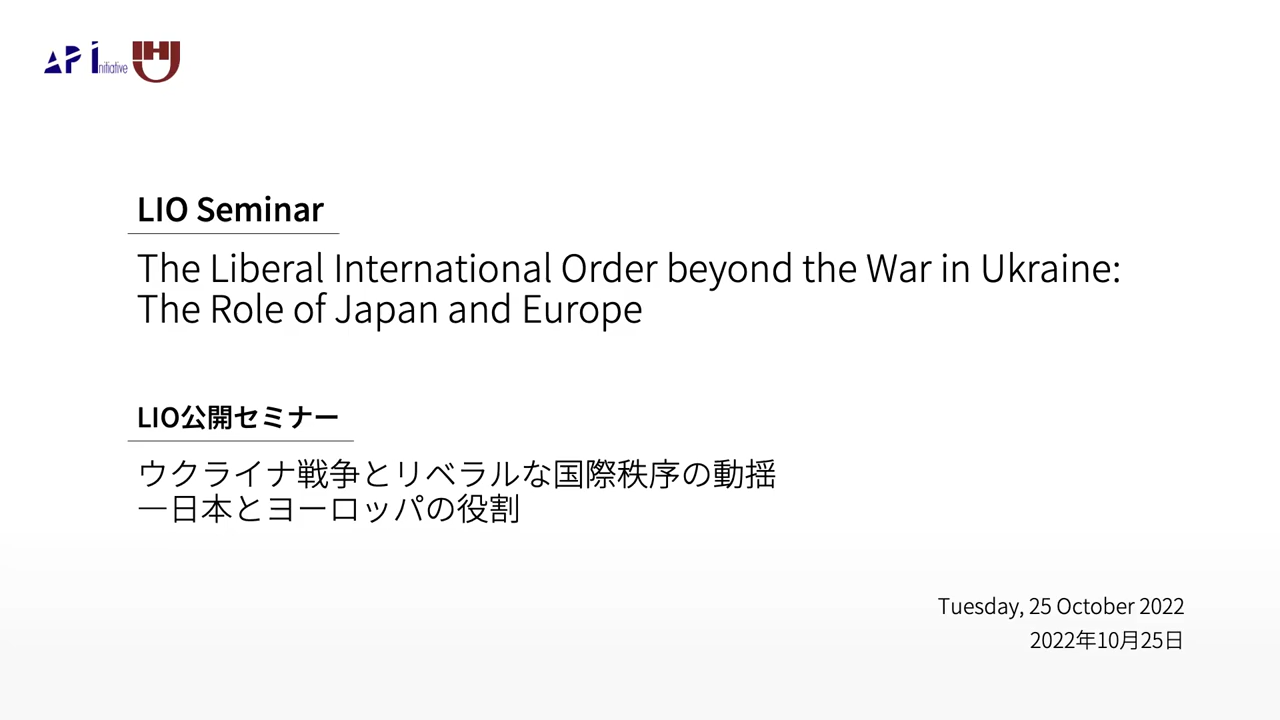 AP Initiative IHJ
LIO Seminar
The Liberal International Order beyond the War in Ukraine:
The Role of Japan and Europe
LIO公開セミナー
ウクライナ戦争とリベラルな国際秩序の動揺
―日本とヨーロッパの役割
Tuesday, 25 October 2022
2022年10月25日